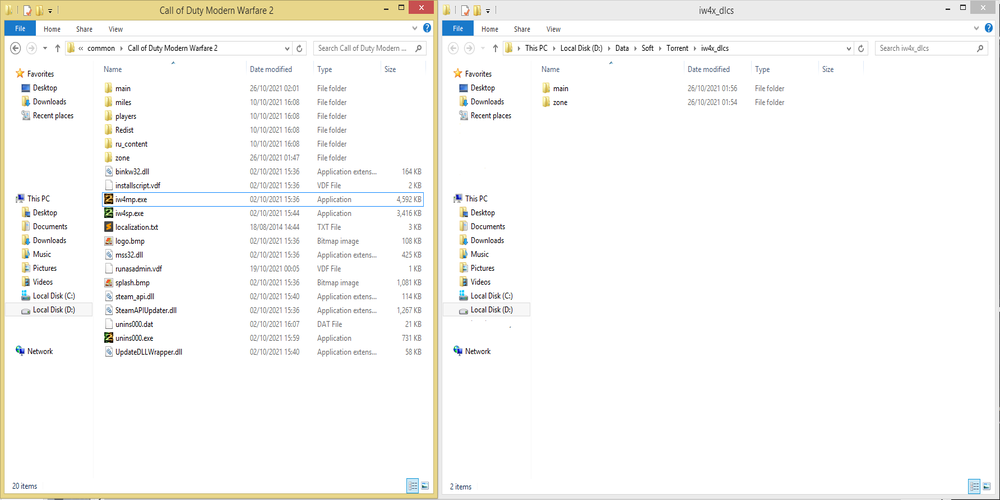 Call of Duty Modern Warfare 2
File Home Share View
« common › Call of Duty Modern Warfare 2
Search Call of Duty Modern ...
Favorites
Desktop
Downloads
Recent places
This PC
Desktop
Documents
Downloads
Music
Pictures
Videos
Local Disk (C:)
Local Disk (D:)
Network
Name Date modified Type Size
main 26/10/2021 02:01 File folder
miles 10/10/2021 16:08 File folder
players 10/10/2021 16:08 File folder
Redist 10/10/2021 16:08 File folder
ru_content 10/10/2021 16:08 File folder
zone 26/10/2021 01:47 File folder
binkw32.dll 02/10/2021 15:36 Application extens... 164 KB
installscript.vdf 02/10/2021 15:36 VDF File 2 KB
iw4mp.exe 02/10/2021 15:36 Application 4,592 KB
iw4sp.exe 02/10/2021 15:44 Application 3,416 KB
localization.txt 18/08/2014 14:44 TXT File 3 KB
logo.bmp 02/10/2021 15:36 Bitmap image 108 KB
mss32.dll 02/10/2021 15:36 Application extens... 425 KB
runasadmin.vdf 19/10/2021 00:05 VDF File 1 KB
splash.bmp 02/10/2021 15:36 Bitmap image 1,081 KB
steam_api.dll 02/10/2021 15:40 Application extens... 114 KB
SteamAPIUpdater.dll 02/10/2021 15:36 Application extens... 1,267 KB
unins000.dat 02/10/2021 16:07 DAT File 21 KB
unins000.exe 02/10/2021 15:59 Application 731 KB
UpdateDLLWrapper.dll 02/10/2021 15:40 Application extens... 58 KB
20 items
iw4x_dlcs
File Home Share View
› This PC › Local Disk (D:) › Data › Soft › Torrent › iw4x_dlcs
Search iw4x_dlcs
Favorites
Desktop
Downloads
Recent places
This PC
Desktop
Documents
Downloads
Music
Pictures
Videos
Local Disk (C:)
Local Disk (D:)
Network
Name Date modified Type Size
main 26/10/2021 01:56 File folder
zone 26/10/2021 01:54 File folder
2 items